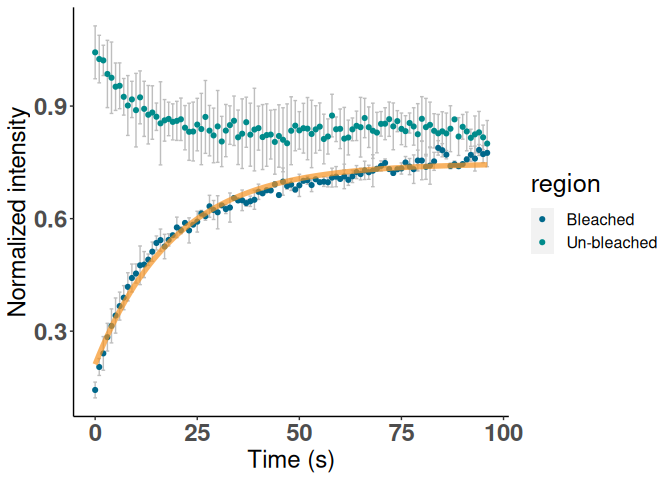 Normalized intensity
0.9
0.6
0.3
0
25
50
75
100
Time (s)
region
Bleached
Un-bleached